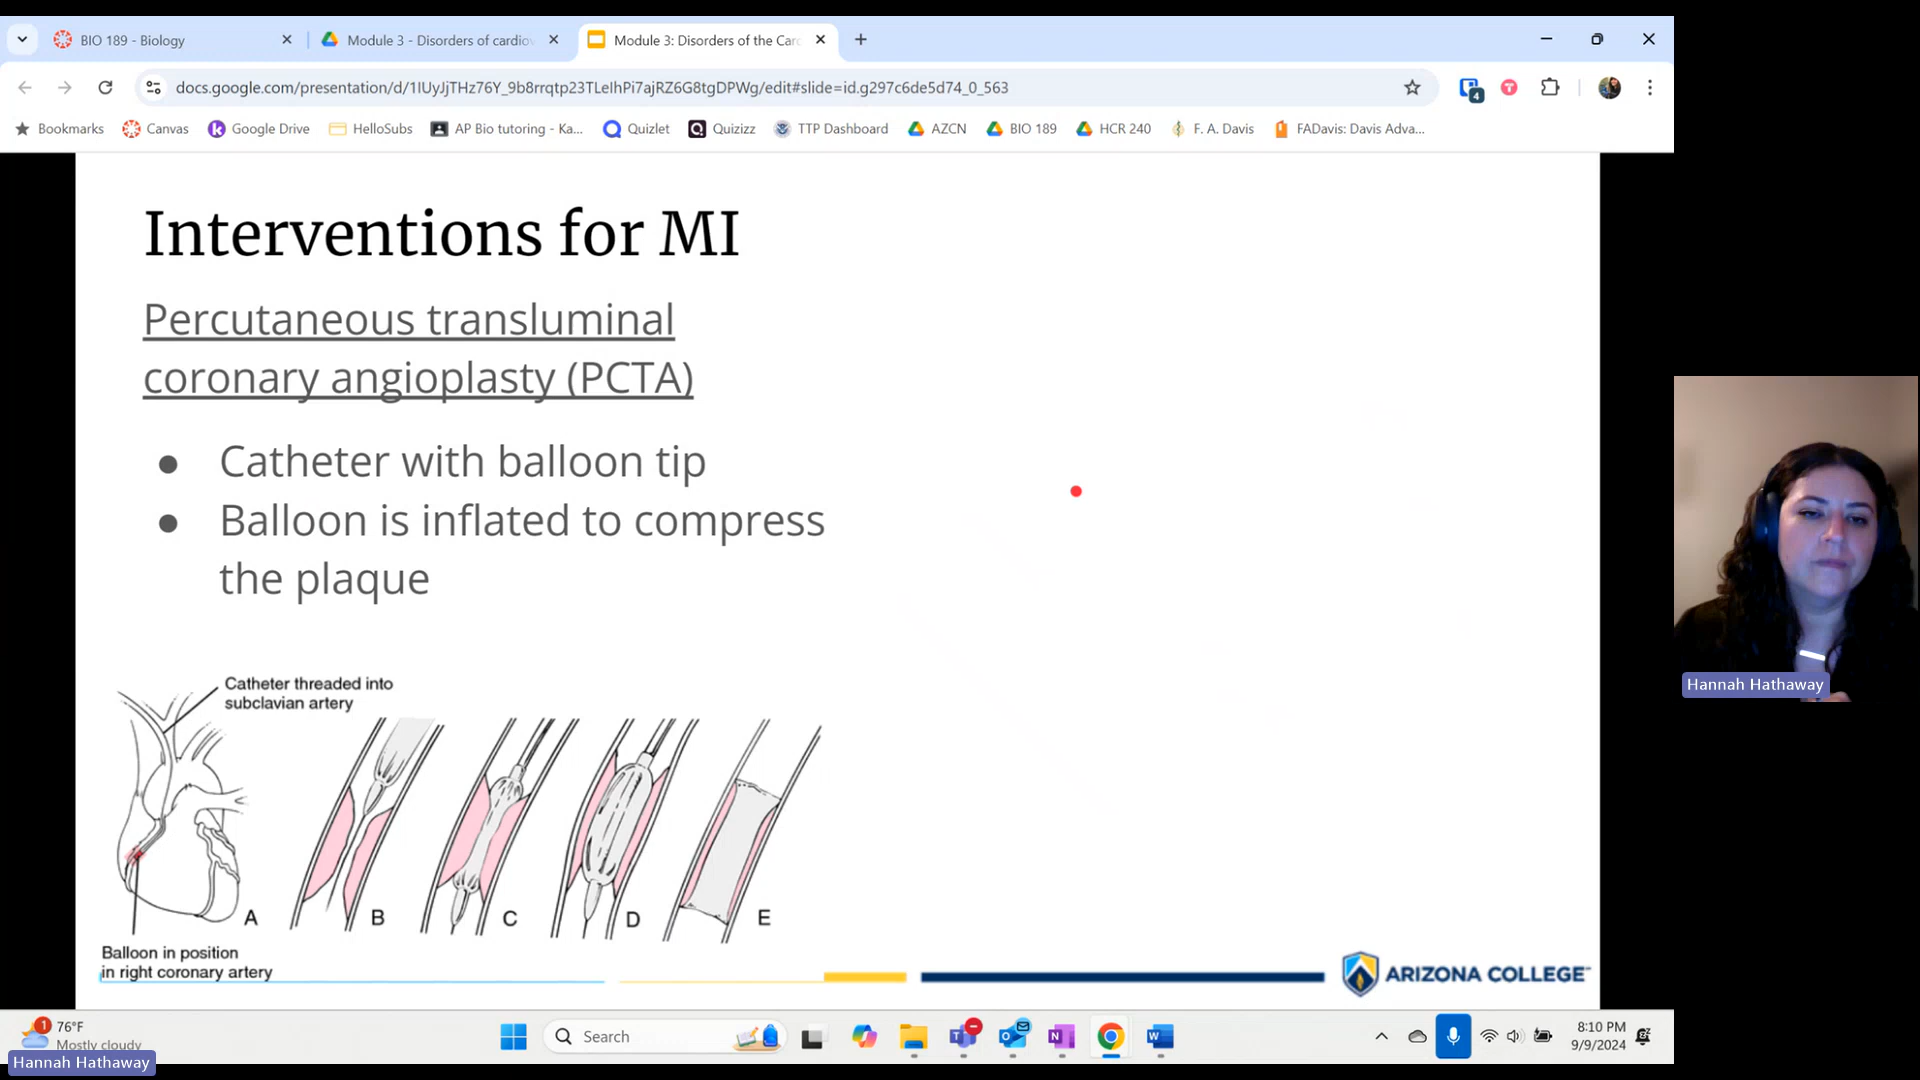 BIO 189 - Biology
Module 3 - Disorders of cardiov
Module 3: Disorders of the Card
docs.google.com/presentation/d/1IUyJjTHz76Y_9b8rrqtp23TLeIhPi7ajRZ6G8tgDPWg/edit#slide=id.g297c6de5d74_0_563
4
T
Bookmarks
Canvas
Google Drive
HelloSubs
AP Bio tutoring - Ka...
Quizlet
Quizizz
TTP Dashboard
AZCN
BIO 189
HCR 240
F. A. Davis
FADavis: Davis Adva...
Interventions for MI
Percutaneous transluminal
coronary angioplasty (PCTA)
● Catheter with balloon tip
● Balloon is inflated to compress
the plaque
Catheter threaded into
subclavian artery
A
B
C
D
E
Balloon in position
in right coronary artery
ARIZONA COLLEGE
Hannah Hathaway
1
76°F
Mostly cloudy
Hannah Hathaway
Search
8:10 PM
9/9/2024